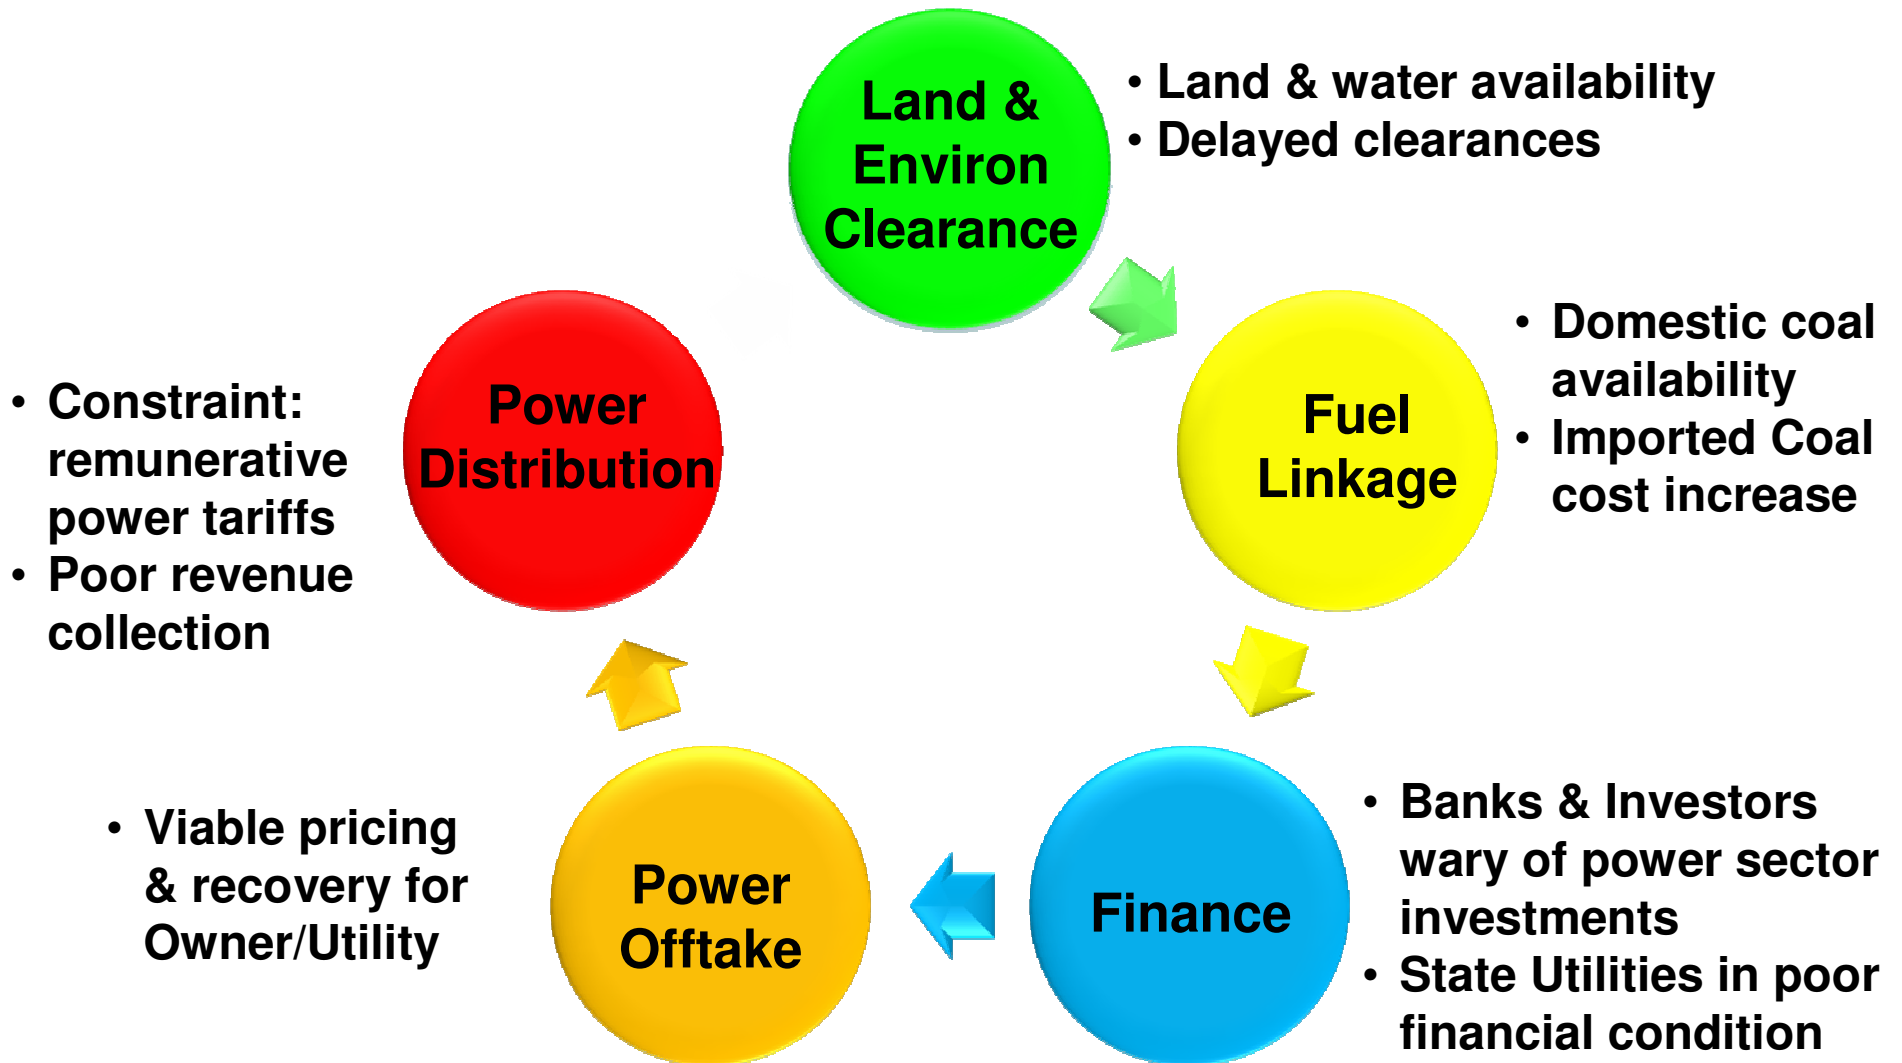 Land &
Environ
Clearance
• Land & water availability
• Delayed clearances
Fuel
Linkage
• Domestic coal
availability
• Imported Coal
cost increase
Finance
• Banks & Investors
wary of power sector
investments
• State Utilities in poor
financial condition
Power
Offtake
• Viable pricing
& recovery for
Owner/Utility
Power
Distribution
• Constraint:
remunerative
power tariffs
• Poor revenue
collection